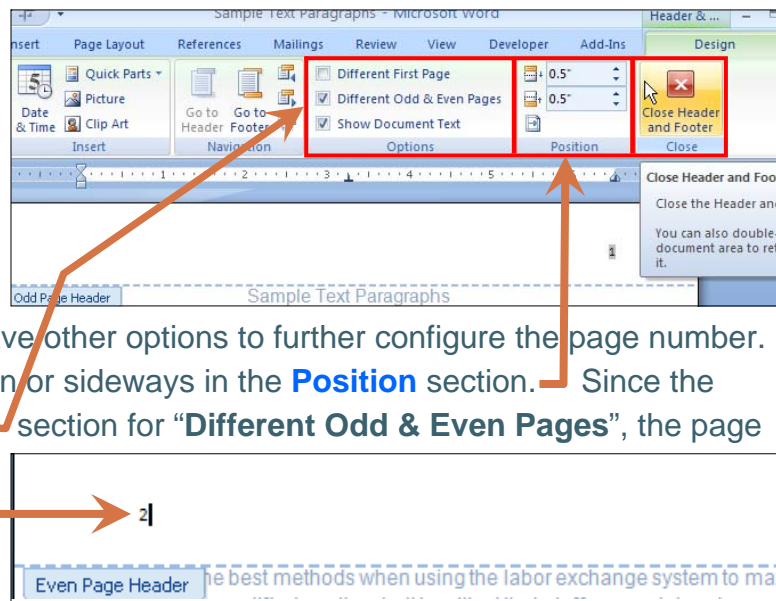 Sample Text Paragraphs - Microsoft Word Header & ...
nsert Page Layout References Mailings Review View Developer Add-Ins Design
Quick Parts Different First Page 0.5"
Picture Different Odd & Even Pages 0.5"
Date & Time Clip Art Go to Header Go to Footer Show Document Text Close Header and Footer
Insert Navigation Options Position Close
1 2 3 4 5
Close Header and Foo
Close the Header an
You can also double-
document area to ret
it.
1
Odd Page Header Sample Text Paragraphs
ve other options to further configure the page number.
n or sideways in the Position section. Since the
section for “Different Odd & Even Pages”, the page
2
Even Page Header he best methods when using the labor exchange system to ma